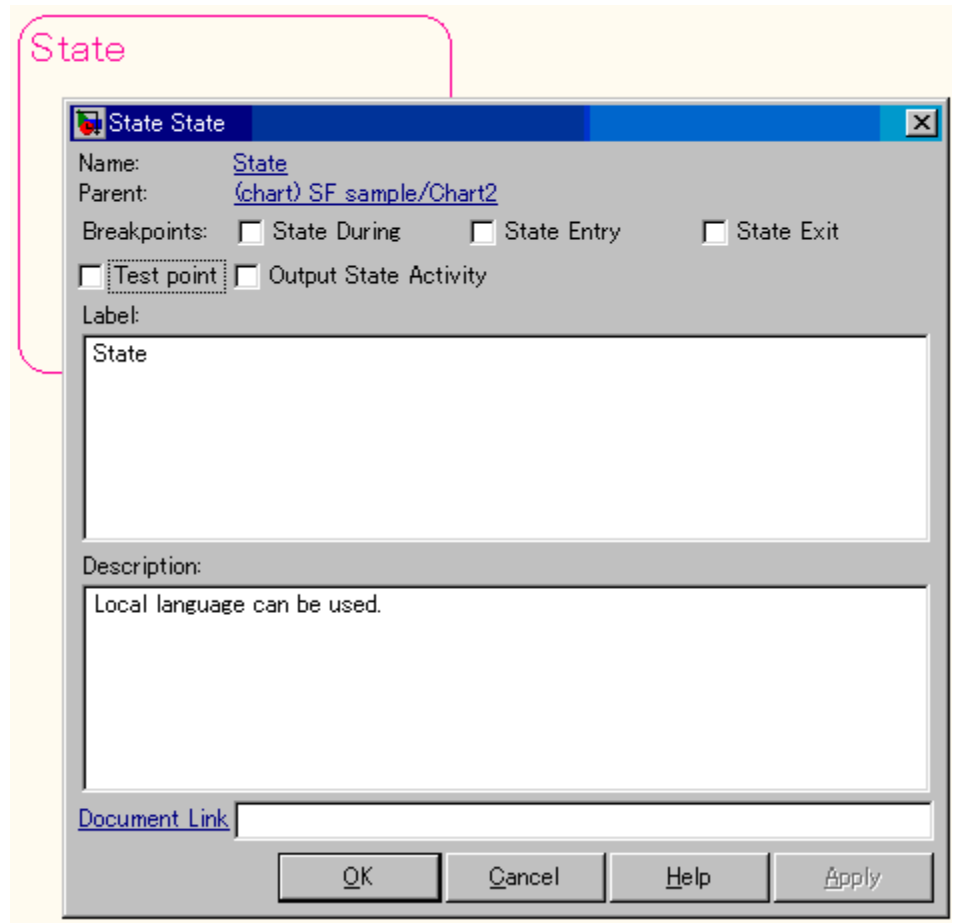 State
State State
Name: State
Parent: (chart) SF sample/Chart2
Breakpoints: State During State Entry State Exit
Test point Output State Activity
Label:
State
Description:
Local language can be used.
Document Link
OK Cancel Help Apply